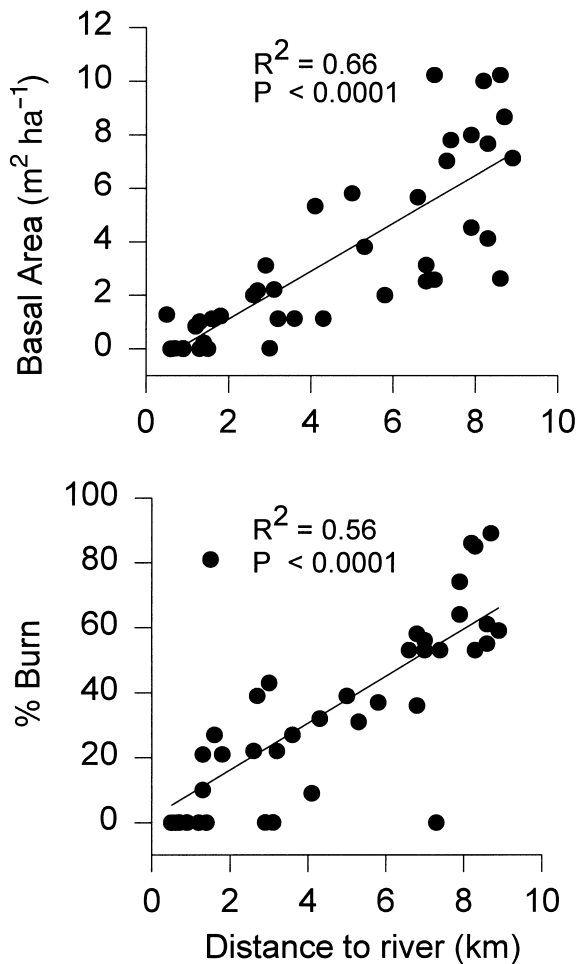 12
10
8
6
4
2
0
Basal Area (m² ha⁻¹)
R² = 0.66
P < 0.0001
0 2 4 6 8 10
100
80
60
40
20
0
% Burn
R² = 0.56
P < 0.0001
0 2 4 6 8 10
Distance to river (km)